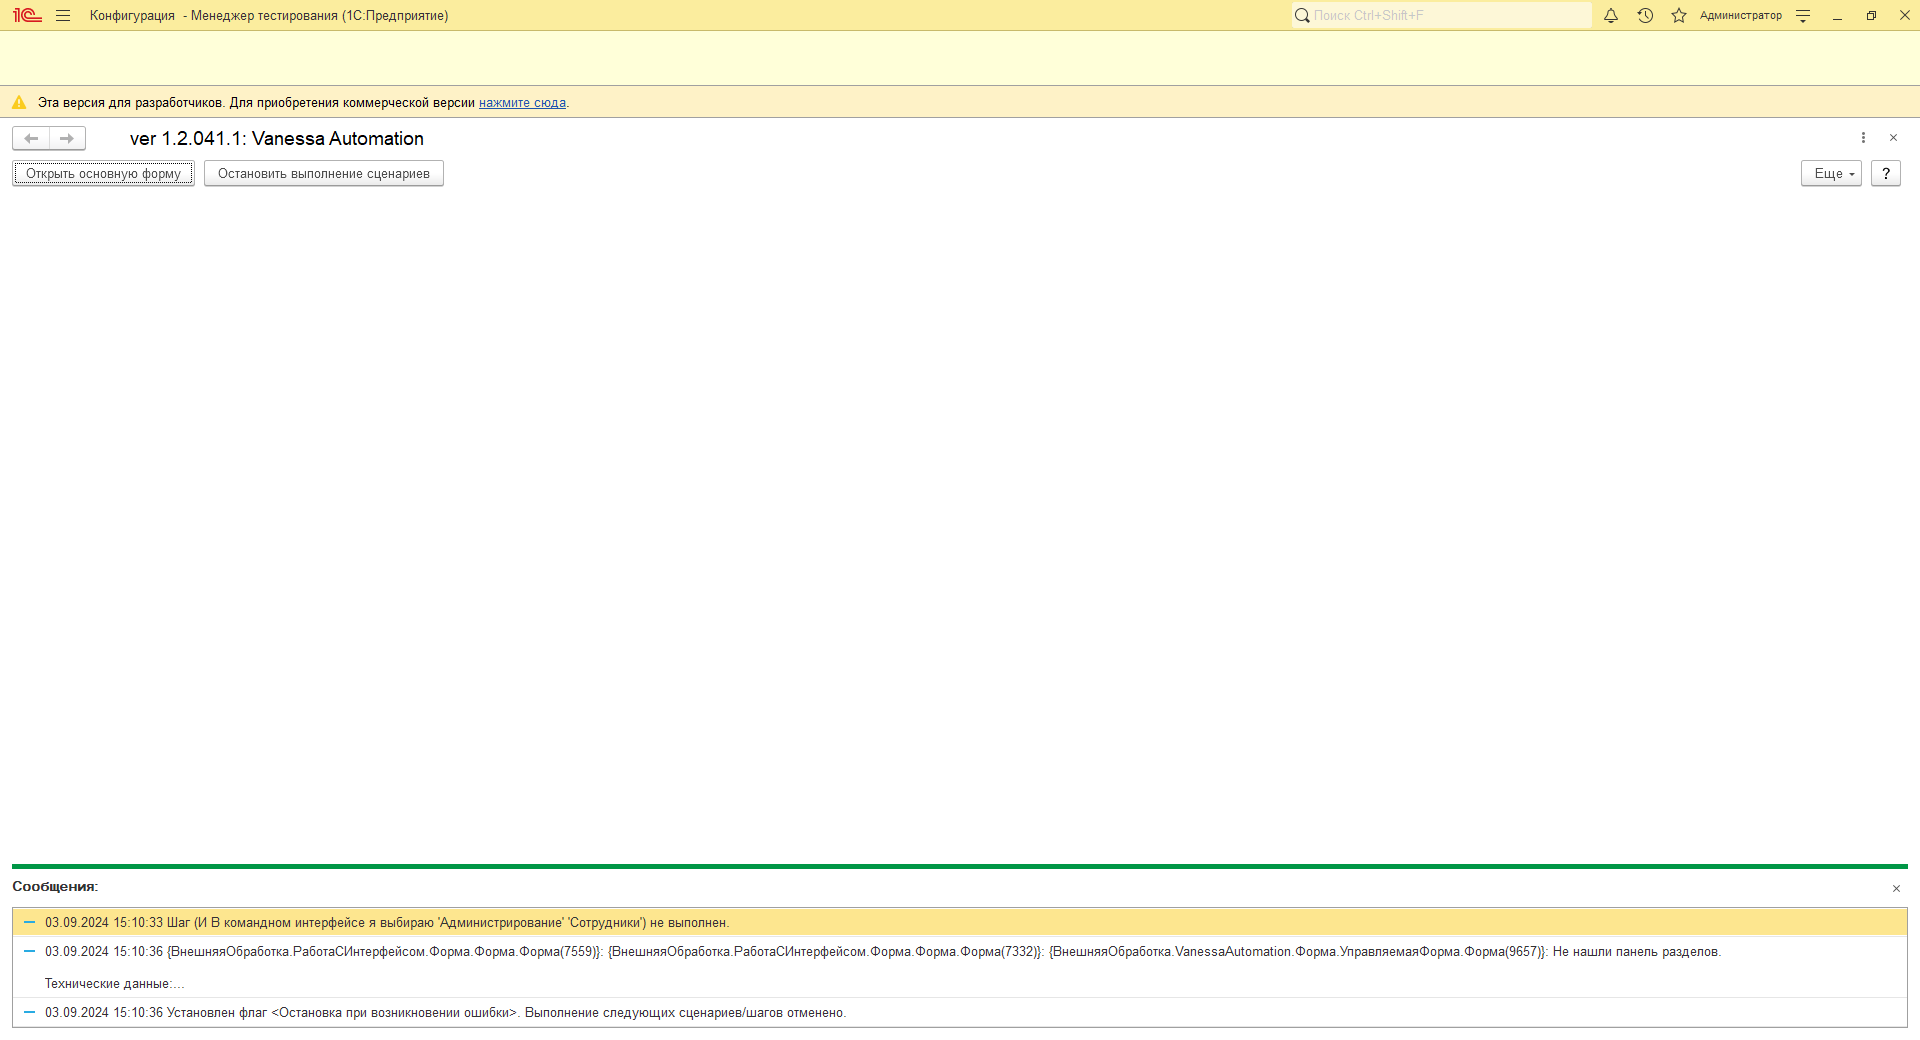 1С Конфигурация - Менеджер тестирования (1С:Предприятие) Поиск Ctrl+Shift+F Администратор
Эта версия для разработчиков. Для приобретения коммерческой версии нажмите сюда.
ver 1.2.041.1: Vanessa Automation
Открыть основную форму Остановить выполнение сценариев Еще ?
Сообщения:
03.09.2024 15:10:33 Шаг (И В командном интерфейсе я выбираю 'Администрирование' 'Сотрудники') не выполнен.
03.09.2024 15:10:36 {ВнешняяОбработка.РаботаСИнтерфейсом.Форма.Форма.Форма(7559)}: {ВнешняяОбработка.РаботаСИнтерфейсом.Форма.Форма.Форма(7332)}: {ВнешняяОбработка.VanessaAutomation.Форма.УправляемаяФорма.Форма(9657)}: Не нашли панель разделов.
Технические данные:...
03.09.2024 15:10:36 Установлен флаг <Остановка при возникновении ошибки>. Выполнение следующих сценариев/шагов отменено.